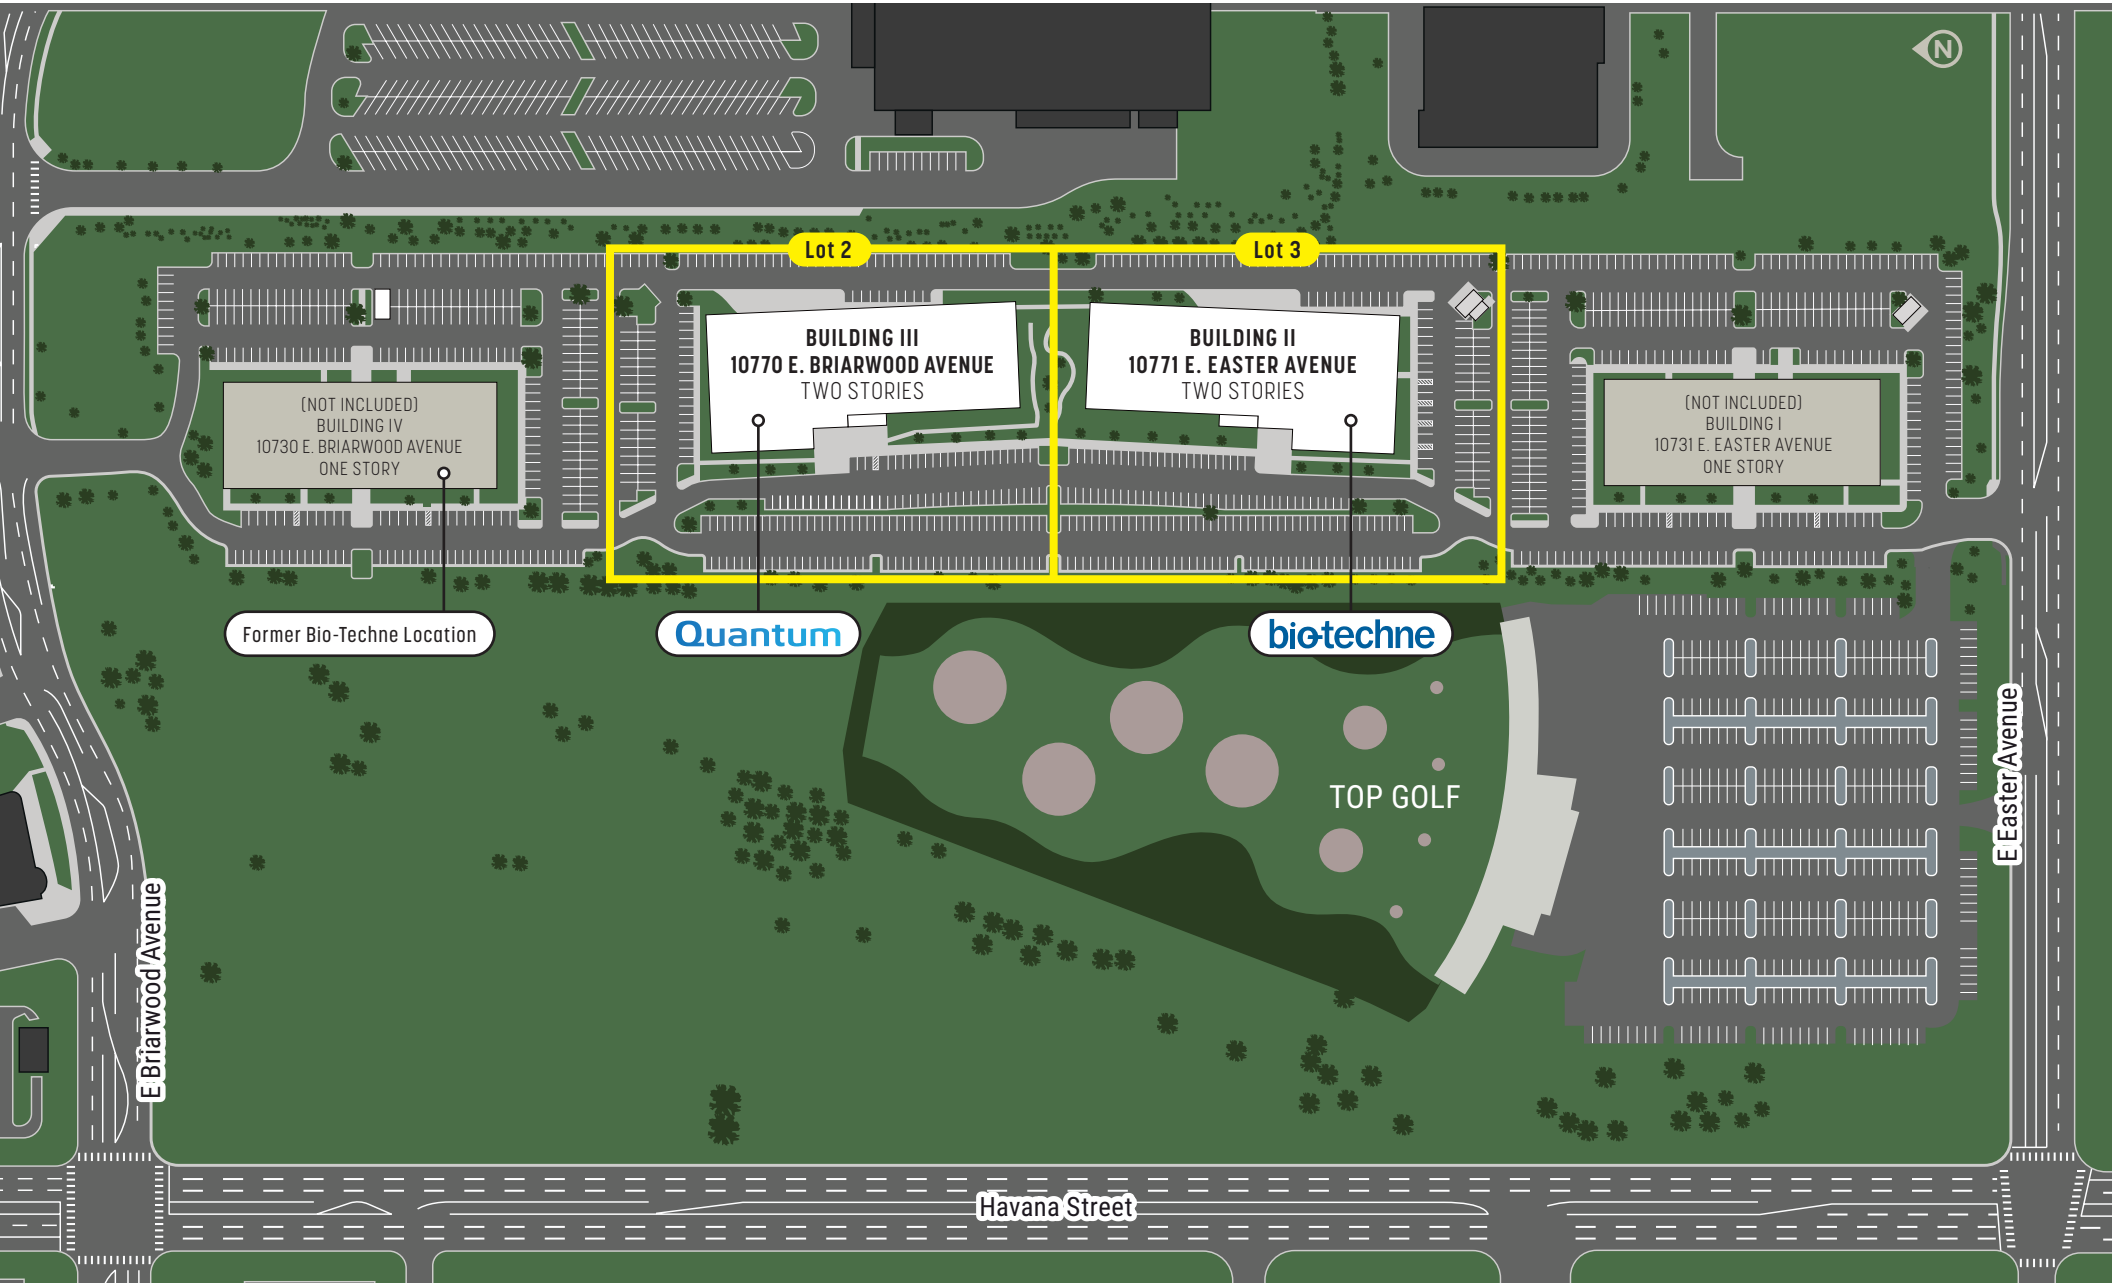 N
Lot 2
Lot 3
BUILDING III
10770 E. BRIARWOOD AVENUE
TWO STORIES
BUILDING II
10771 E. EASTER AVENUE
TWO STORIES
(NOT INCLUDED)
BUILDING IV
10730 E. BRIARWOOD AVENUE
ONE STORY
(NOT INCLUDED)
BUILDING I
10731 E. EASTER AVENUE
ONE STORY
Former Bio-Techne Location
Quantum
bio-techne
TOP GOLF
E Easter Avenue
E Briarwood Avenue
Havana Street